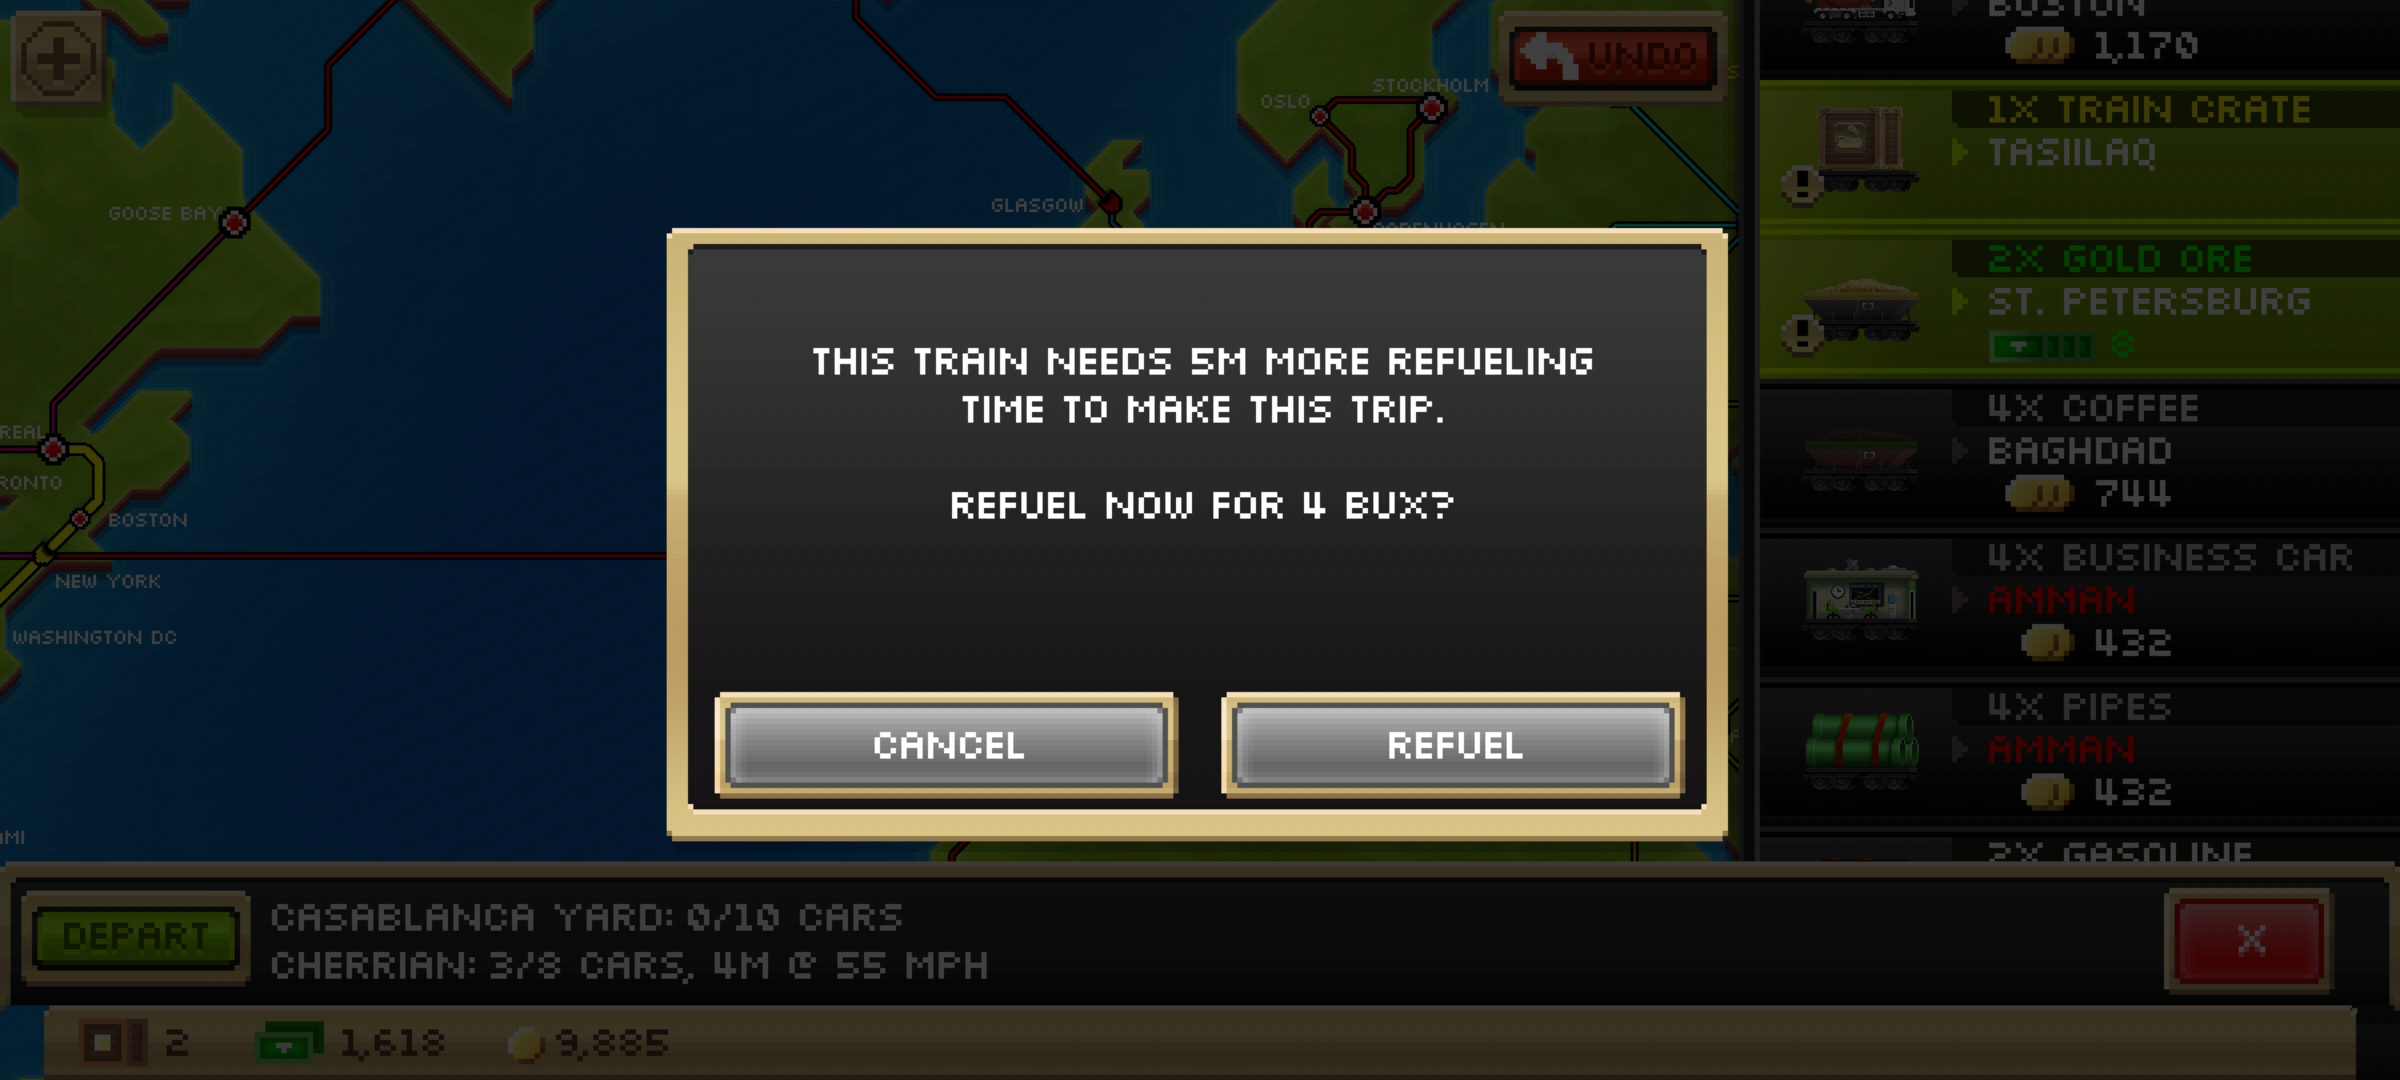 UNDO
STOCKHOLM
OSLO
GOOSE BAY
GLASGOW
REAL
RONTO
BOSTON
NEW YORK
WASHINGTON DC
AMI
BOSTON
1,170
1X TRAIN CRATE
TASIILAQ
2X GOLD ORE
ST. PETERSBURG
8
4X COFFEE
BAGHDAD
744
4X BUSINESS CAR
AMMAN
432
4X PIPES
AMMAN
432
2X GASOLINE
THIS TRAIN NEEDS 5M MORE REFUELING
TIME TO MAKE THIS TRIP.
REFUEL NOW FOR 4 BUX?
CANCEL
REFUEL
DEPART
CASABLANCA YARD: 0/10 CARS
CHERRIAN: 3/8 CARS, 4M @ 55 MPH
X
2
1,618
9,885